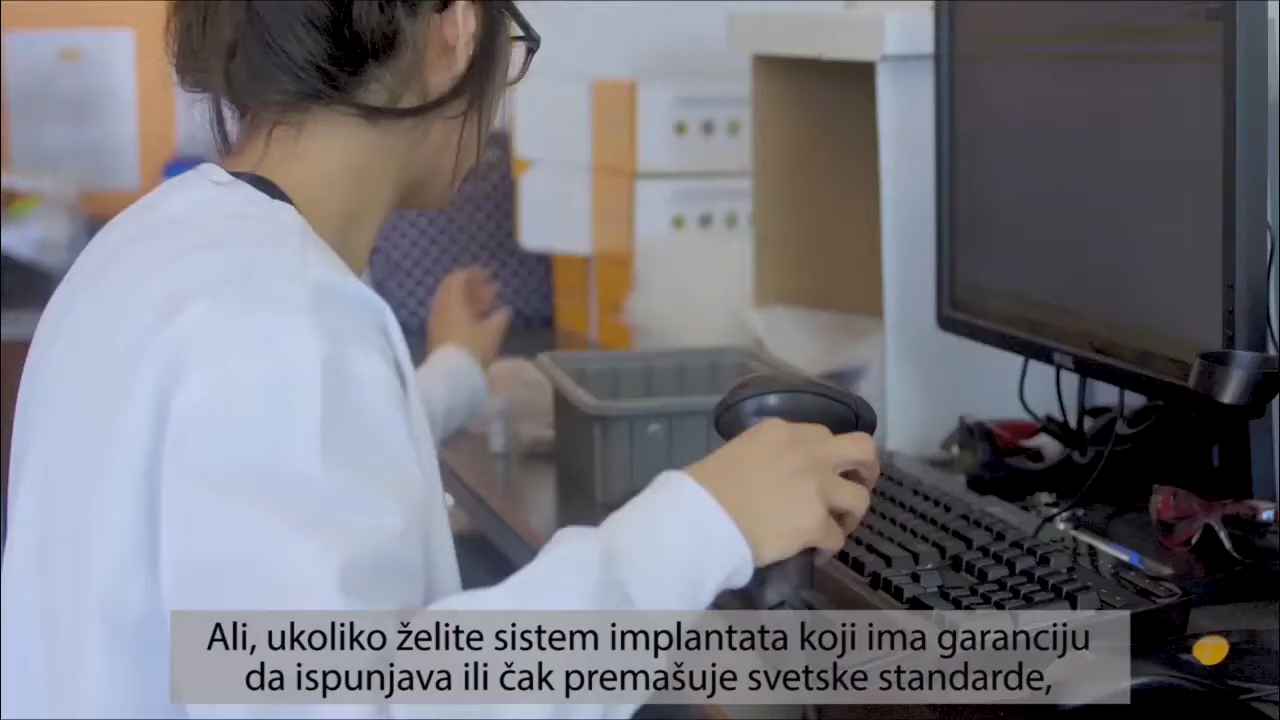 Ali, ukoliko želite sistem implantata koji ima garanciju
da ispunjava ili čak premašuje svetske standarde,